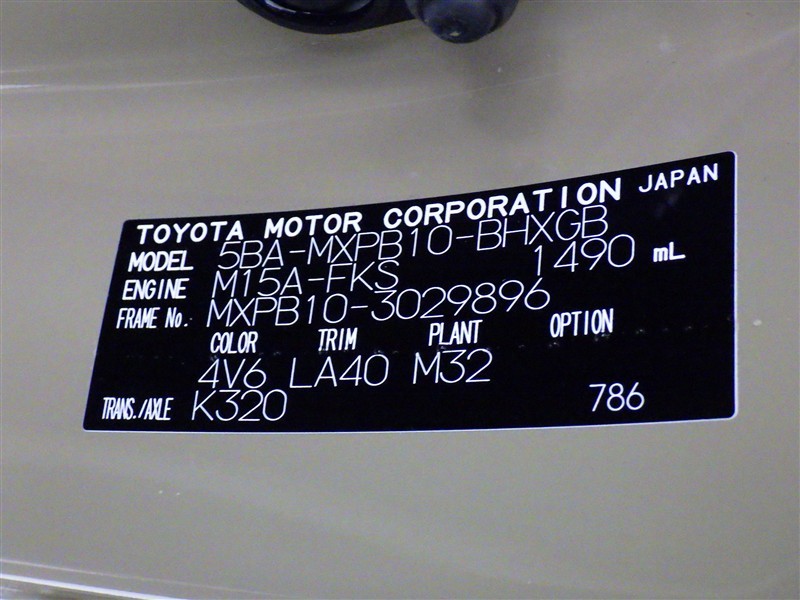 TOYOTA MOTOR CORPORATION JAPAN
MODEL 5BA-MXPB10-BHXGB
ENGINE M15A-FKS 1490 mL
FRAME No. MXPB10-3029896
COLOR TRIM PLANT OPTION
4V6 LA40 M32
TRANS./AXLE K320 786